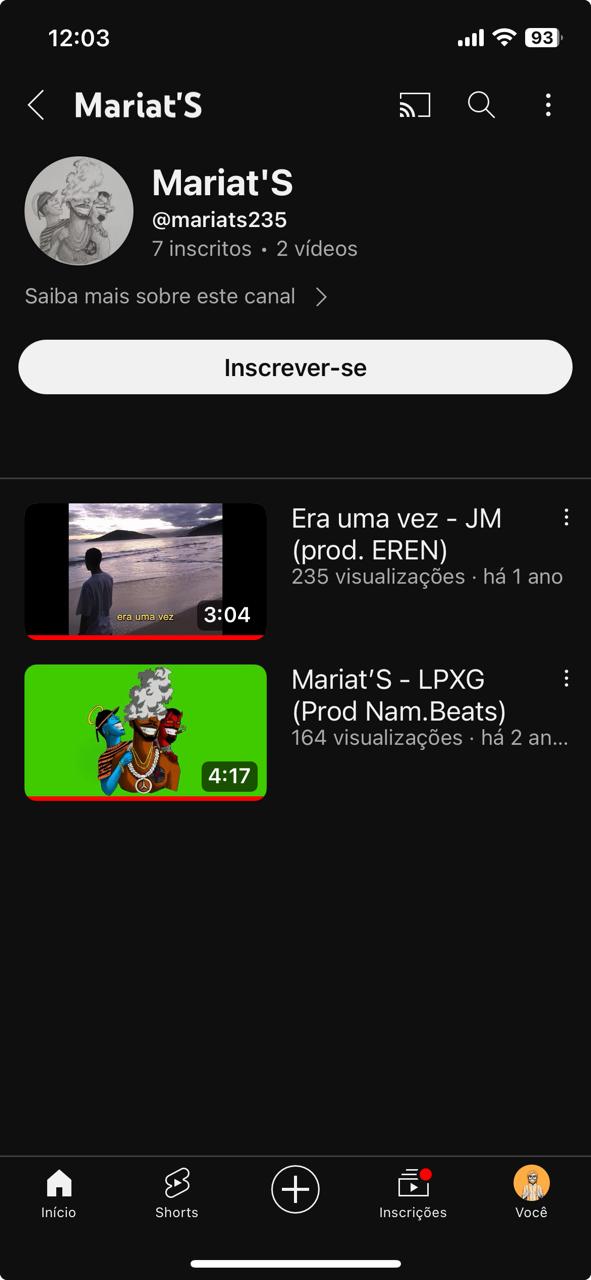 12:03
93
Mariat'S
Mariat'S
@mariats235
7 inscritos • 2 vídeos
Saiba mais sobre este canal
Inscrever-se
Era uma vez - JM
(prod. EREN)
235 visualizações · há 1 ano
era uma vez
3:04
Mariat'S - LPXG
(Prod Nam.Beats)
164 visualizações · há 2 an...
4:17
Início
Shorts
Inscrições
Você